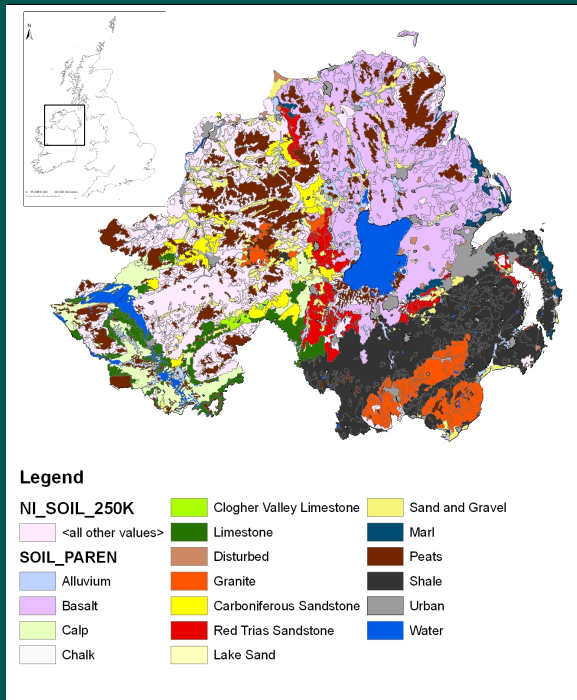 N
Legend
NI_SOIL_250K
<all other values>
SOIL_PAREN
Alluvium
Basalt
Calp
Chalk
Clogher Valley Limestone
Limestone
Disturbed
Granite
Carboniferous Sandstone
Red Trias Sandstone
Lake Sand
Sand and Gravel
Marl
Peats
Shale
Urban
Water